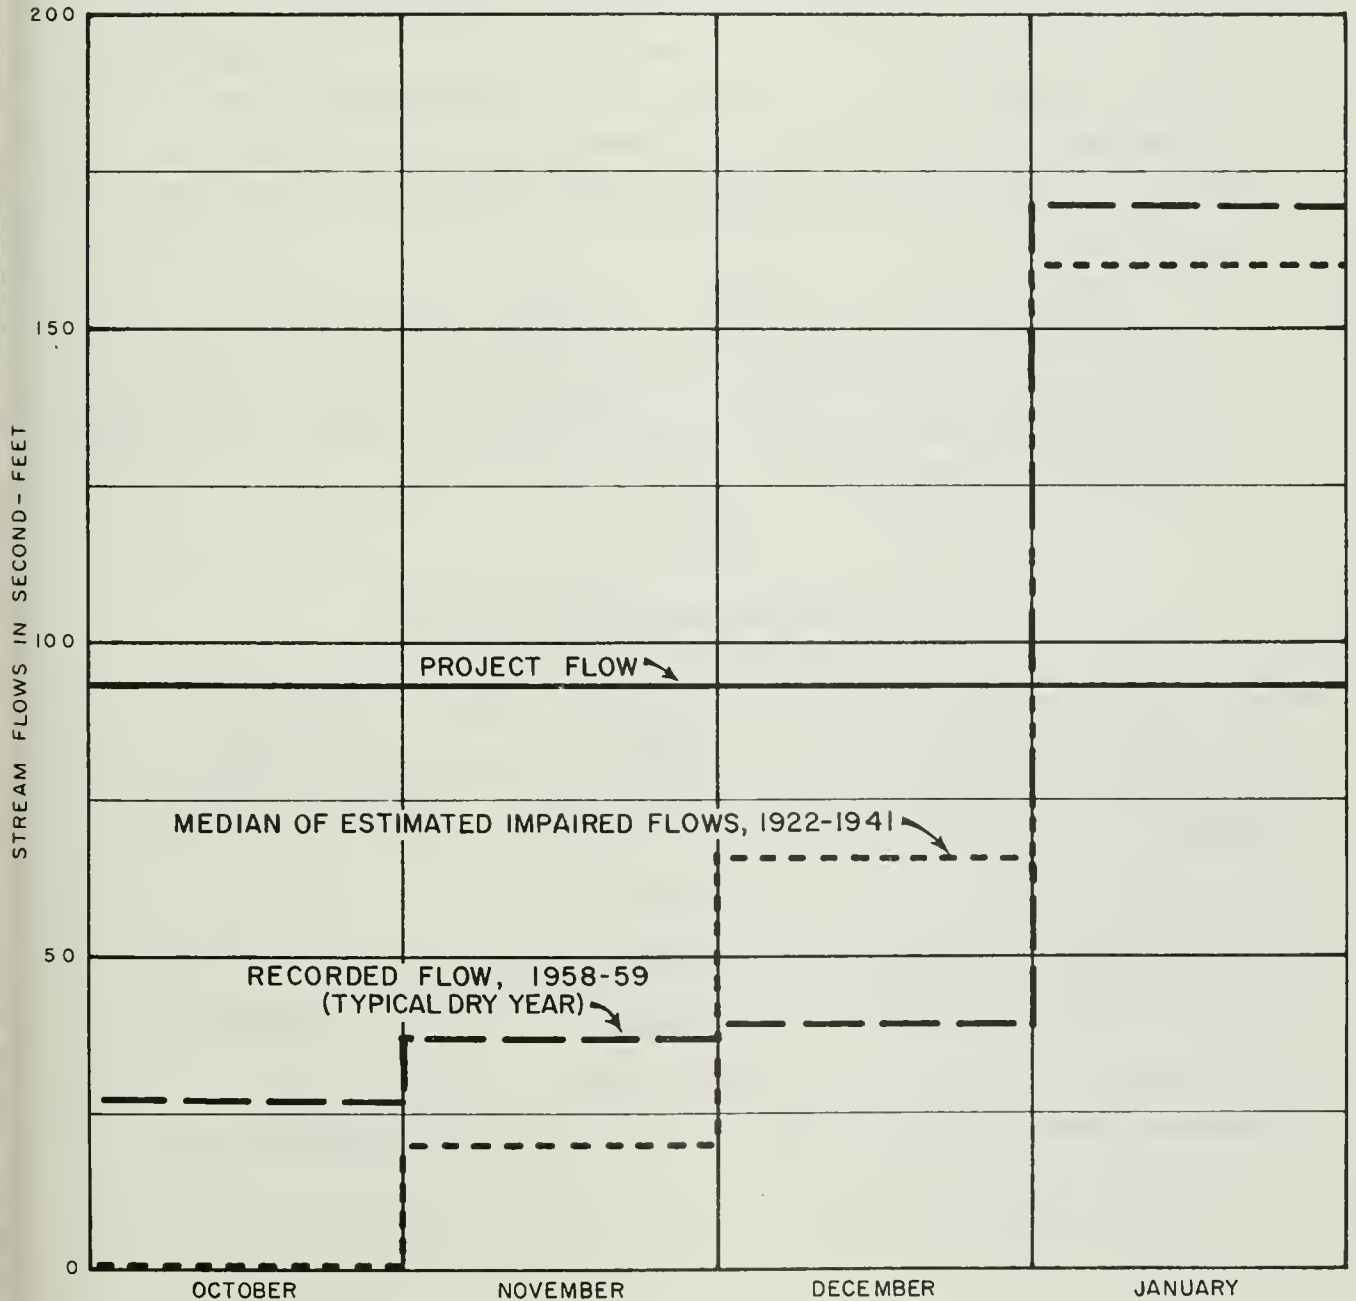 200
150
100
50
0
STREAM FLOWS IN SECOND-FEET
PROJECT FLOW
MEDIAN OF ESTIMATED IMPAIRED FLOWS, 1922-1941
RECORDED FLOW, 1958-59
(TYPICAL DRY YEAR)
OCTOBER
NOVEMBER
DECEMBER
JANUARY